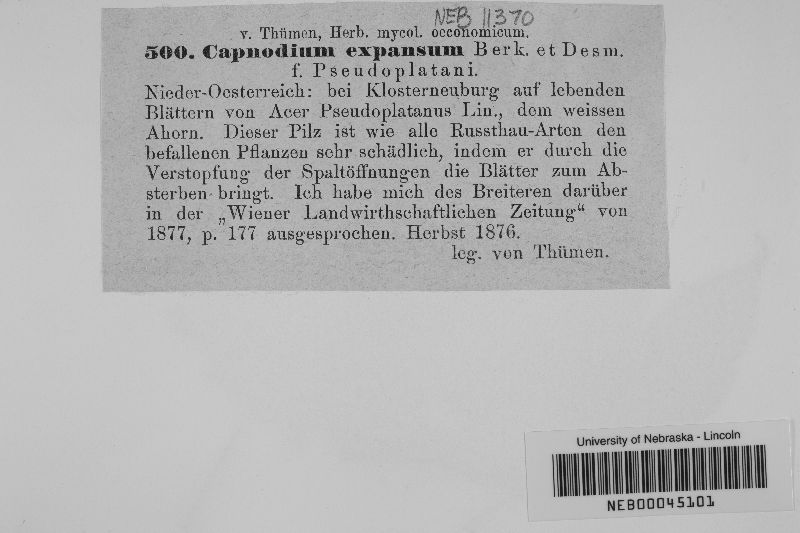 NEB 11370
v. Thümen, Herb. mycol. oeconomicum.
500. Capnodium expansum Berk. et Desm.
f. Pseudoplatani.
Nieder-Oesterreich: bei Klosterneuburg auf lebenden
Blättern von Acer Pseudoplatanus Lin., dem weissen
Ahorn. Dieser Pilz ist wie alle Russthau-Arten den
befallenen Pflanzen sehr schädlich, indem er durch die
Verstopfung der Spaltöffnungen die Blätter zum Ab-
sterben bringt. Ich habe mich des Breiteren darüber
in der „Wiener Landwirthschaftlichen Zeitung“ von
1877, p. 177 ausgesprochen. Herbst 1876.
leg. von Thümen.
University of Nebraska - Lincoln
NEB00045101